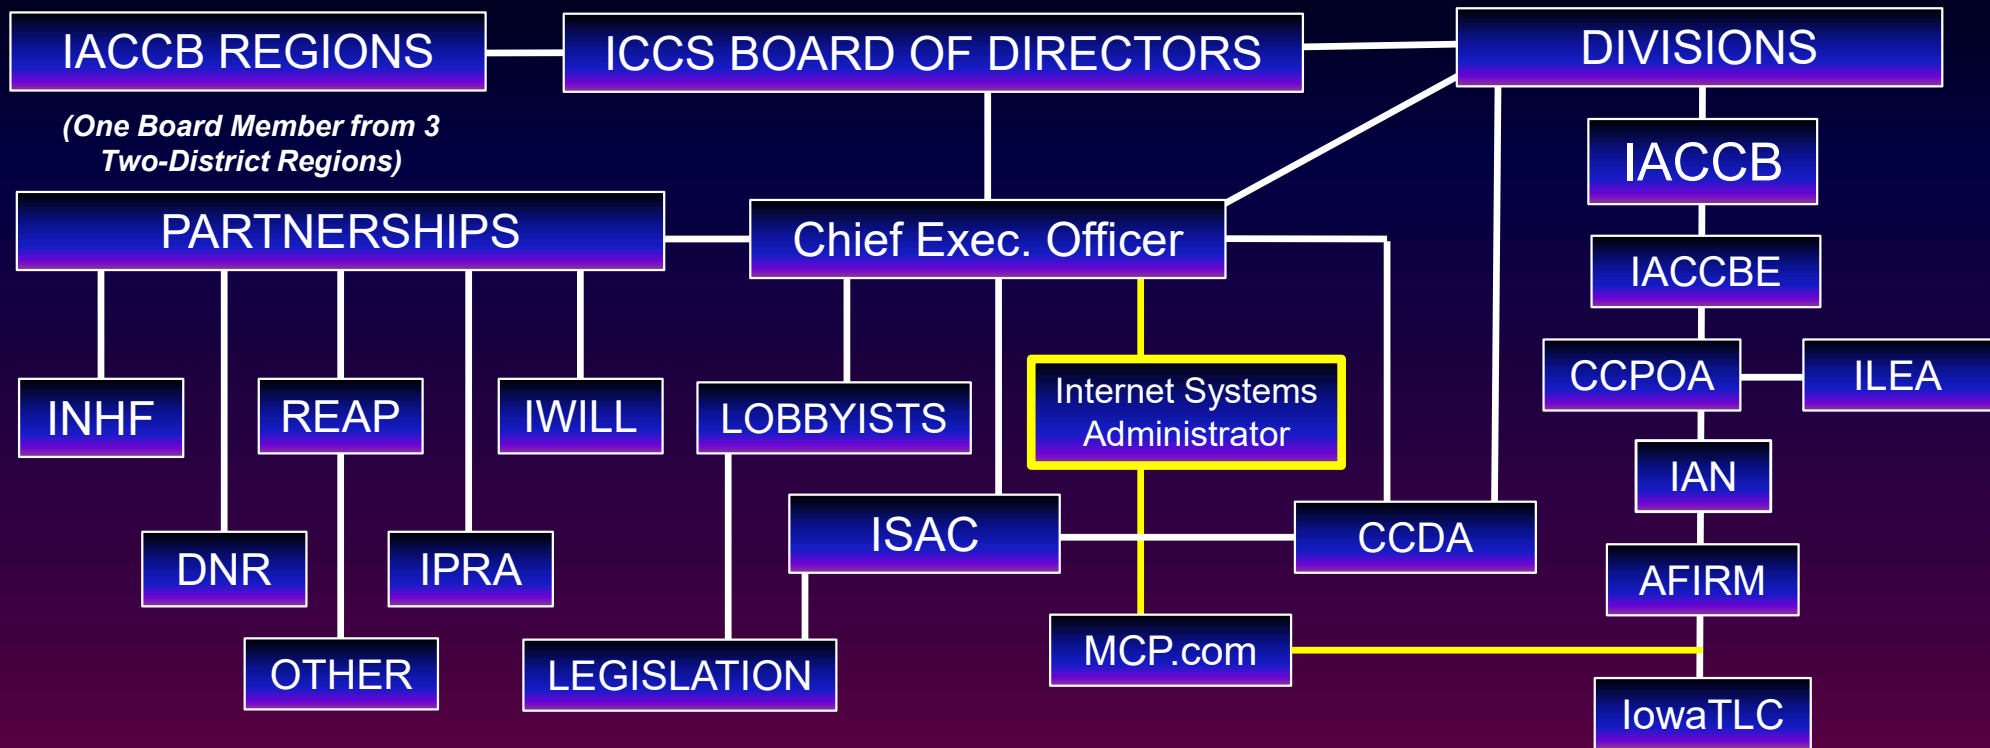 IACCB REGIONS
ICCS BOARD OF DIRECTORS
DIVISIONS
(One Board Member from 3
Two-District Regions)
IACCB
PARTNERSHIPS
Chief Exec. Officer
IACCBE
INHF
REAP
IWILL
LOBBYISTS
Internet Systems
Administrator
CCPOA
ILEA
IAN
DNR
IPRA
ISAC
CCDA
AFIRM
OTHER
LEGISLATION
MCP.com
IowaTLC